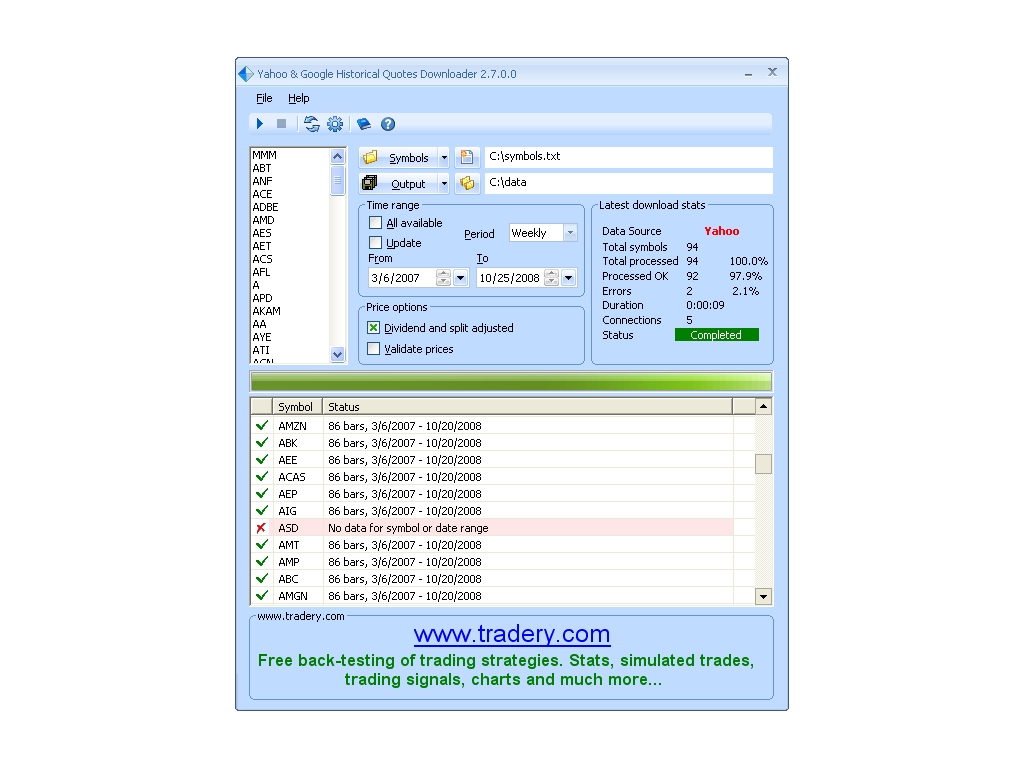 Yahoo & Google Historical Quotes Downloader 2.7.0.0
File Help
MMM
ABT
ANF
ACE
ADBE
AMD
AES
AET
ACS
AFL
A
APD
AKAM
AA
AYE
ATI
ACN
Symbols C:\symbols.txt
Output C:\data
Time range
All available
Update
Period Weekly
From To
3/6/2007 10/25/2008
Price options
Dividend and split adjusted
Validate prices
Latest download stats
Data Source Yahoo
Total symbols 94
Total processed 94 100.0%
Processed OK 92 97.9%
Errors 2 2.1%
Duration 0:00:09
Connections 5
Status Completed
Symbol Status
AMZN 86 bars, 3/6/2007 - 10/20/2008
ABK 86 bars, 3/6/2007 - 10/20/2008
AEE 86 bars, 3/6/2007 - 10/20/2008
ACAS 86 bars, 3/6/2007 - 10/20/2008
AEP 86 bars, 3/6/2007 - 10/20/2008
AIG 86 bars, 3/6/2007 - 10/20/2008
ASD No data for symbol or date range
AMT 86 bars, 3/6/2007 - 10/20/2008
AMP 86 bars, 3/6/2007 - 10/20/2008
ABC 86 bars, 3/6/2007 - 10/20/2008
AMGN 86 bars, 3/6/2007 - 10/20/2008
www.tradery.com
www.tradery.com
Free back-testing of trading strategies. Stats, simulated trades,
trading signals, charts and much more...